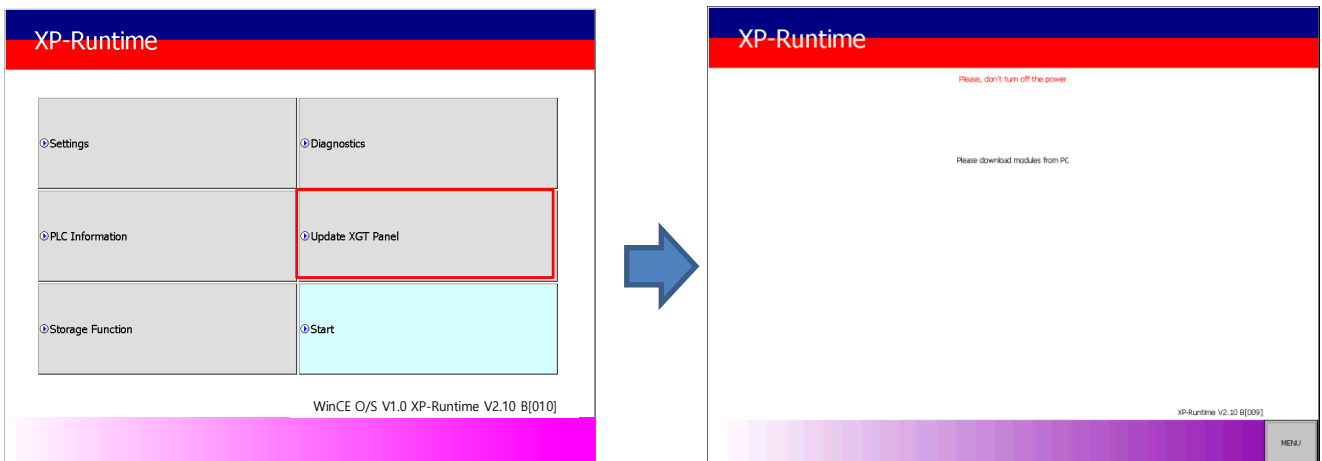 XP-Runtime
Settings
Diagnostics
PLC Information
Update XGT Panel
Storage Function
Start
WinCE O/S V1.0 XP-Runtime V2.10 B[010]
XP-Runtime
Please, don't turn off the power
Please download modules from PC
XP-Runtime V2.10 B[009]
MENU